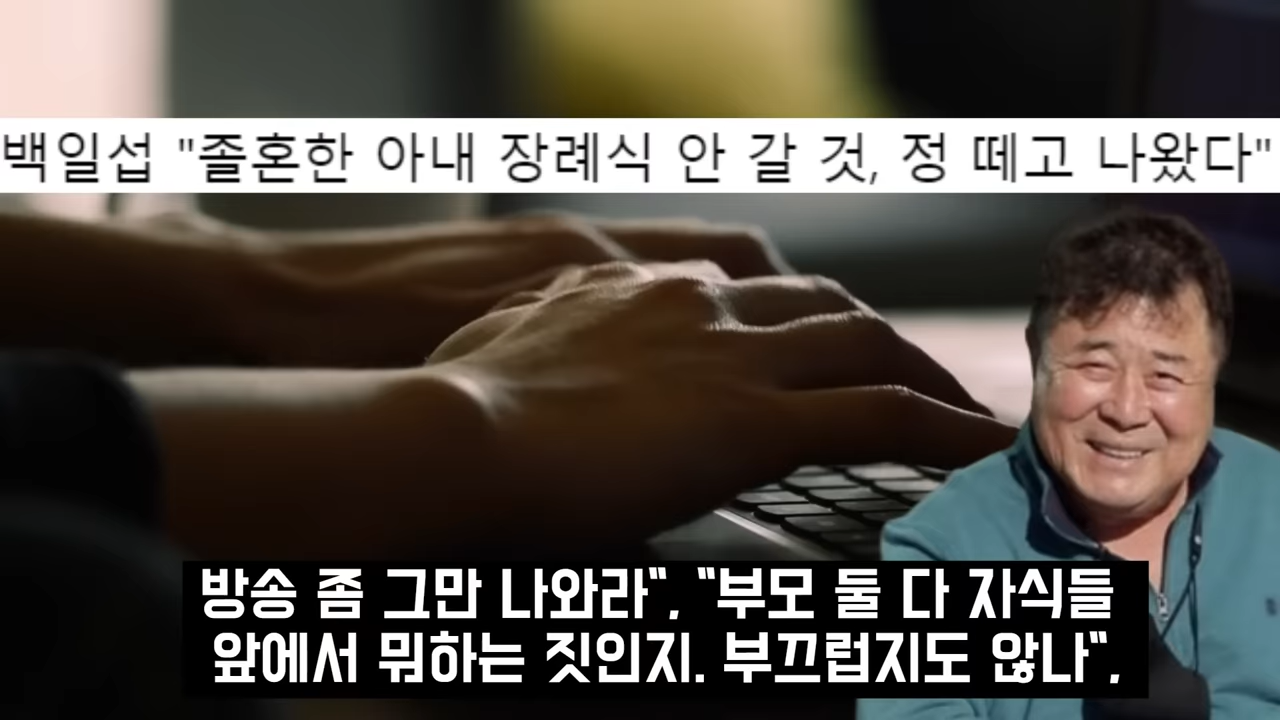 백일섭 "졸혼한 아내 장례식 안 갈 것, 정 떼고 나왔다"
방송 좀 그만 나와라", "부모 둘 다 자식들
앞에서 뭐하는 짓인지. 부끄럽지도 않나",